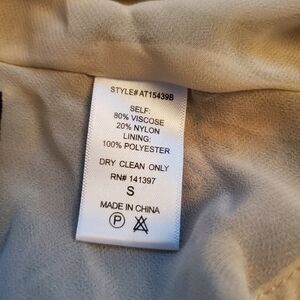 STYLE# AT15439B
SELF:
80% VISCOSE
20% NYLON
LINING:
100% POLYESTER
DRY CLEAN ONLY
RN# 141397
S
MADE IN CHINA
P